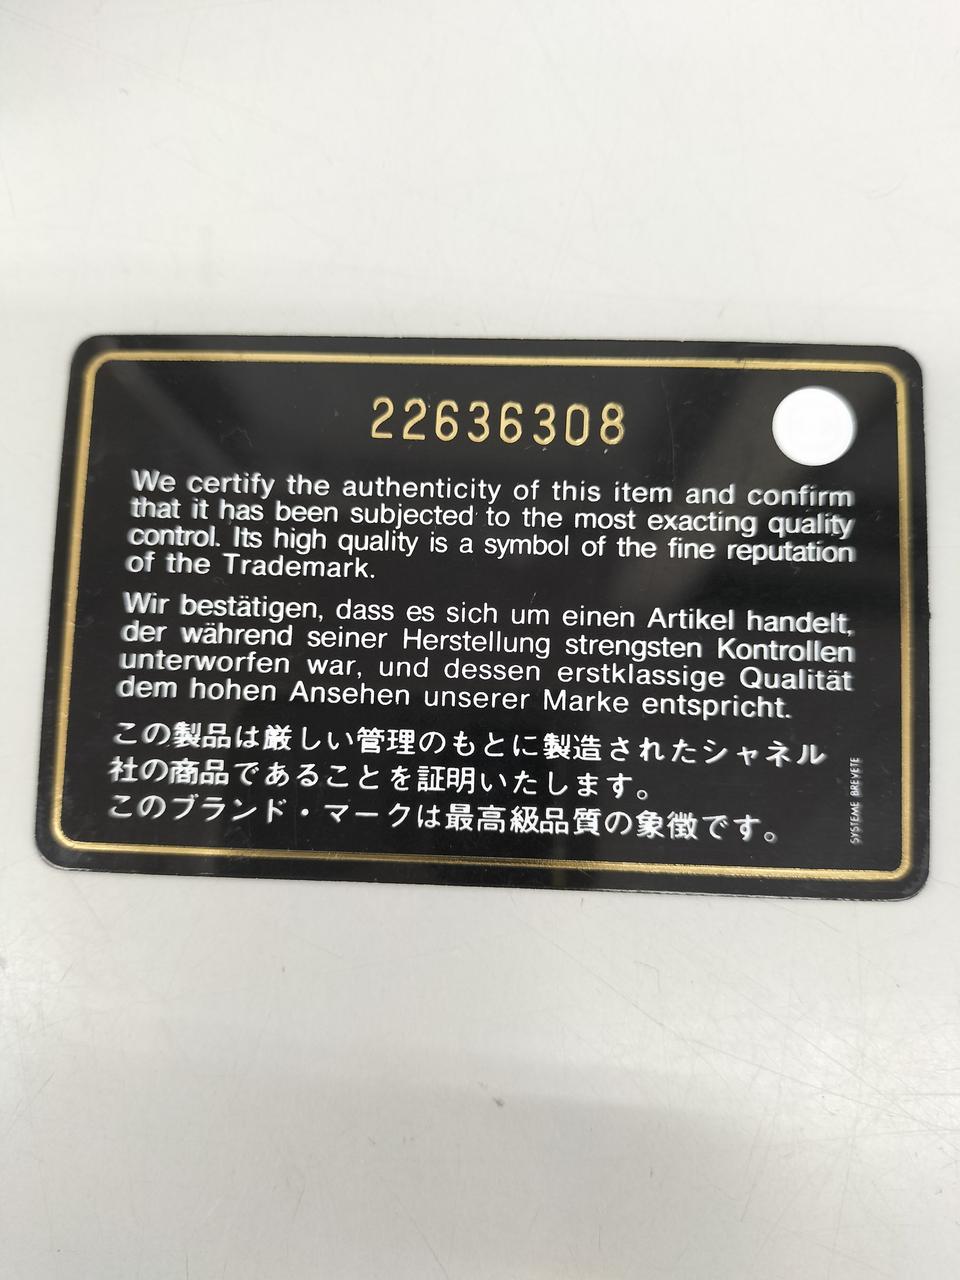 22636308
We certify the authenticity of this item and confirm
that it has been subjected to the most exacting quality
control. Its high quality is a symbol of the fine reputation
of the Trademark.
Wir bestätigen, dass es sich um einen Artikel handelt,
der während seiner Herstellung strengsten Kontrollen
unterworfen war, und dessen erstklassige Qualität
dem hohen Ansehen unserer Marke entspricht.
この製品は厳しい管理のもとに製造されたシャネル
社の商品であることを証明いたします。
このブランド・マークは最高級品質の象徴です。
SYSTEME BREVETE